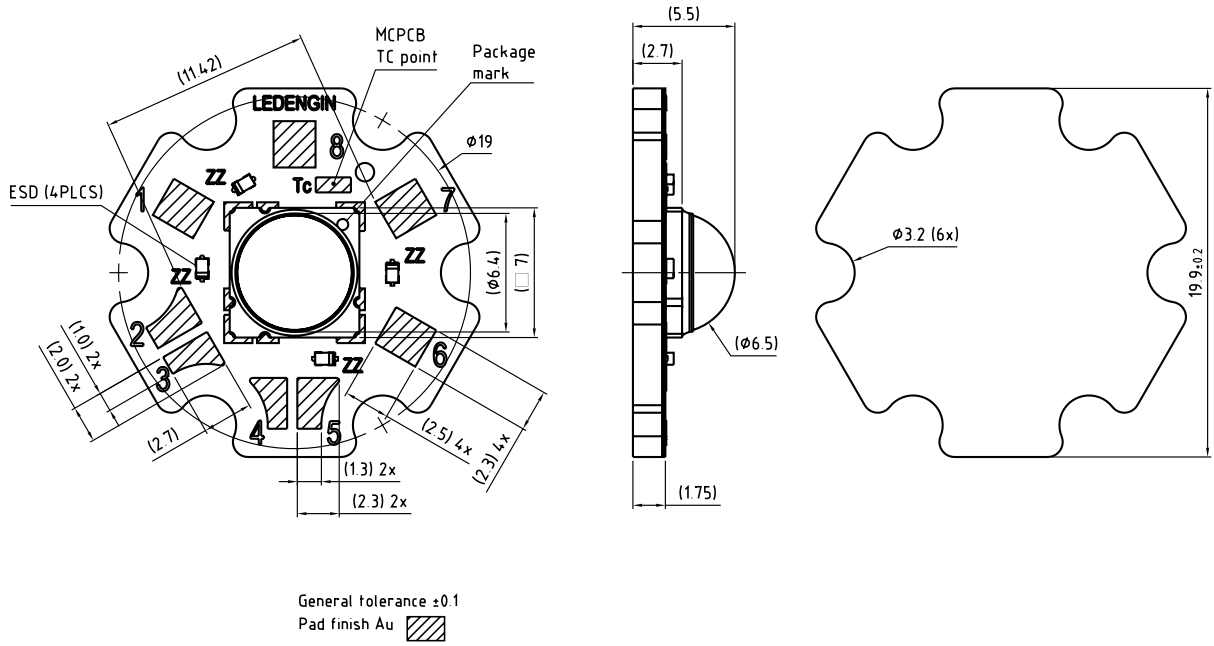 (11.42)
MCPCB
TC point
Package
mark
LEDENGIN
8
ø19
ZZ
Tc
ESD (4PLCS)
1
7
ZZ
ZZ
(ø6.4)
(□ 7)
2
3
6
(1.0) 2x
(2.0) 2x
(2.7)
ZZ
4
5
(2.5) 4x
(2.3) 4x
(1.3) 2x
(2.3) 2x
(5.5)
(2.7)
(ø6.5)
(1.75)
ø3.2 (6x)
19.9±0.2
General tolerance ±0.1
Pad finish Au